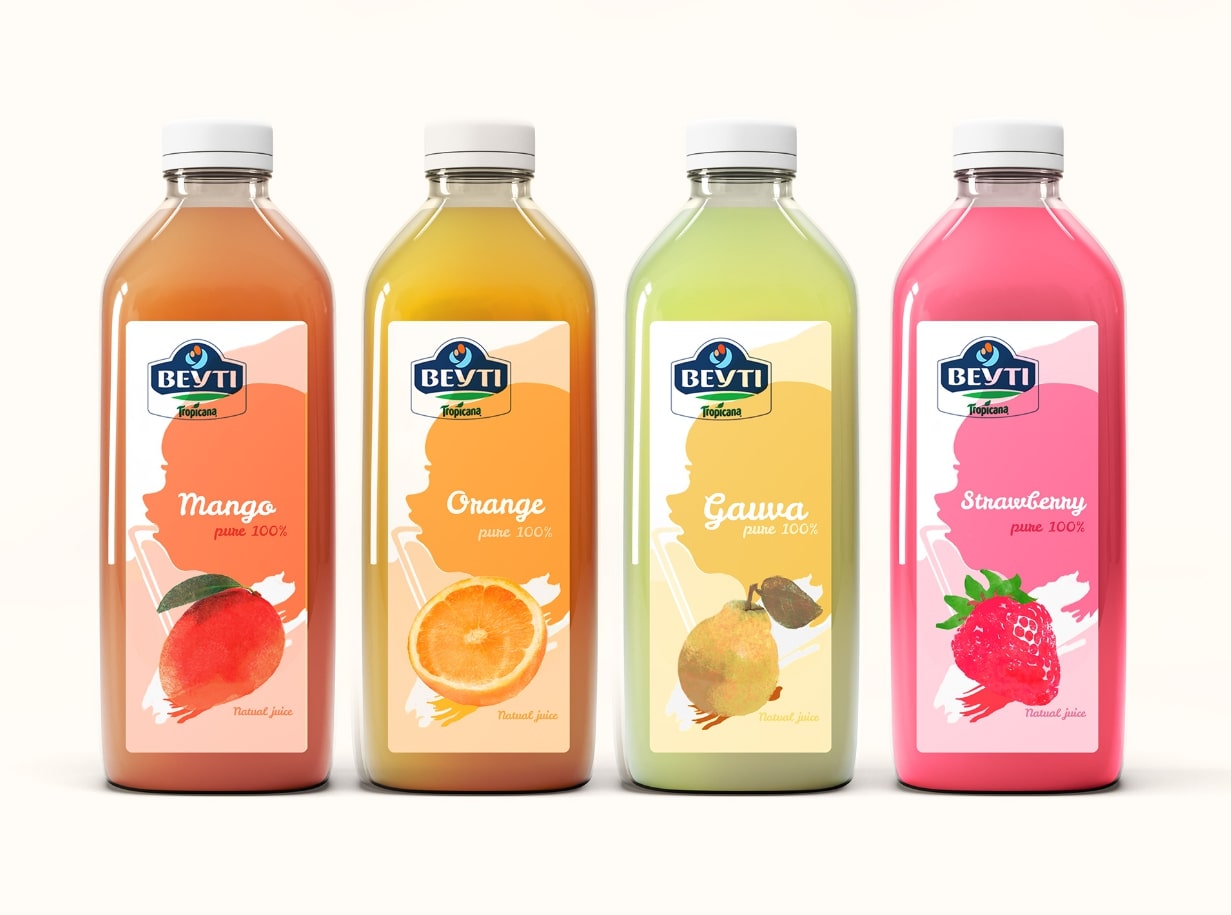 BEYTI
Tropicana
Mango
pure 100%
Natual juice
BEYTI
Tropicana
Orange
pure 100%
Natual juice
BEYTI
Tropicana
Gauva
pure 100%
Natual juice
BEYTI
Tropicana
Strawberry
pure 100%
Natual juice